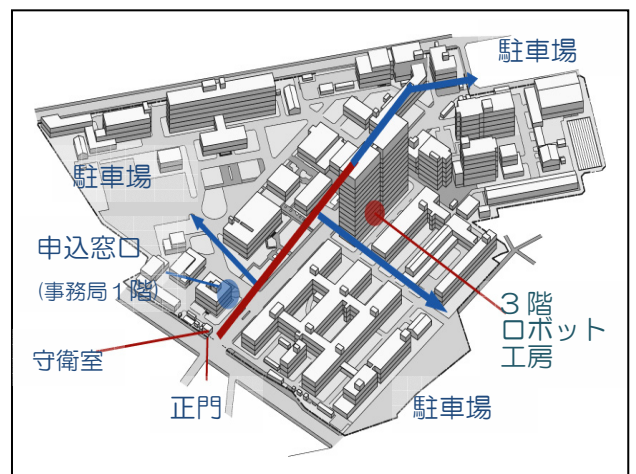 駐車場
駐車場
申込窓口
(事務局１階)
３階
ロボット
工房
守衛室
正門
駐車場